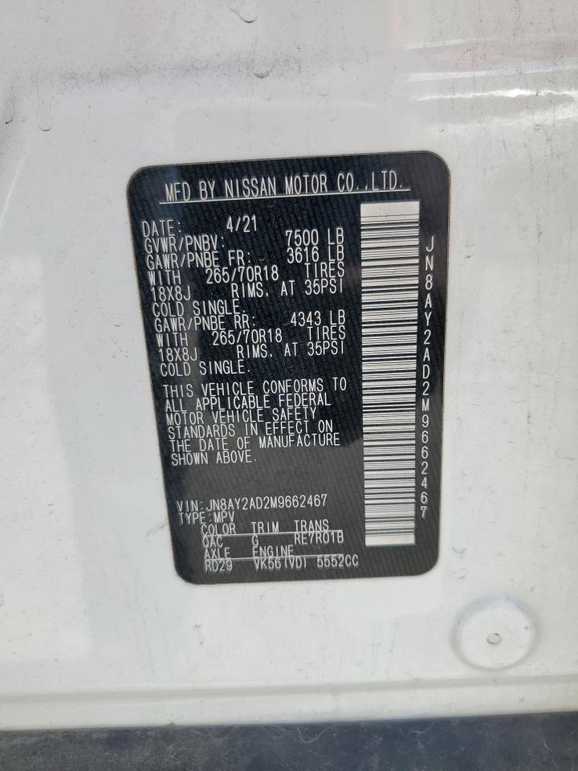 MFD BY NISSAN MOTOR CO.,LTD.
DATE: 4/21
GVWR/PNBV: 7500 LB
GAWR/PNBE FR: 3616 LB
WITH 265/70R18 TIRES
18X8J RIMS. AT 35PSI
COLD SINGLE.
GAWR/PNBE RR: 4343 LB
WITH 265/70R18 TIRES
18X8J RIMS. AT 35PSI
COLD SINGLE.
THIS VEHICLE CONFORMS TO
ALL APPLICABLE FEDERAL
MOTOR VEHICLE SAFETY
STANDARDS IN EFFECT ON
THE DATE OF MANUFACTURE
SHOWN ABOVE.
VIN:JN8AY2AD2M9662467
TYPE:MPV
COLOR TRIM TRANS
QAC G RE7R01B
AXLE ENGINE
RD29 VK56(VD) 5552CC
JN8AY2AD2M9662467